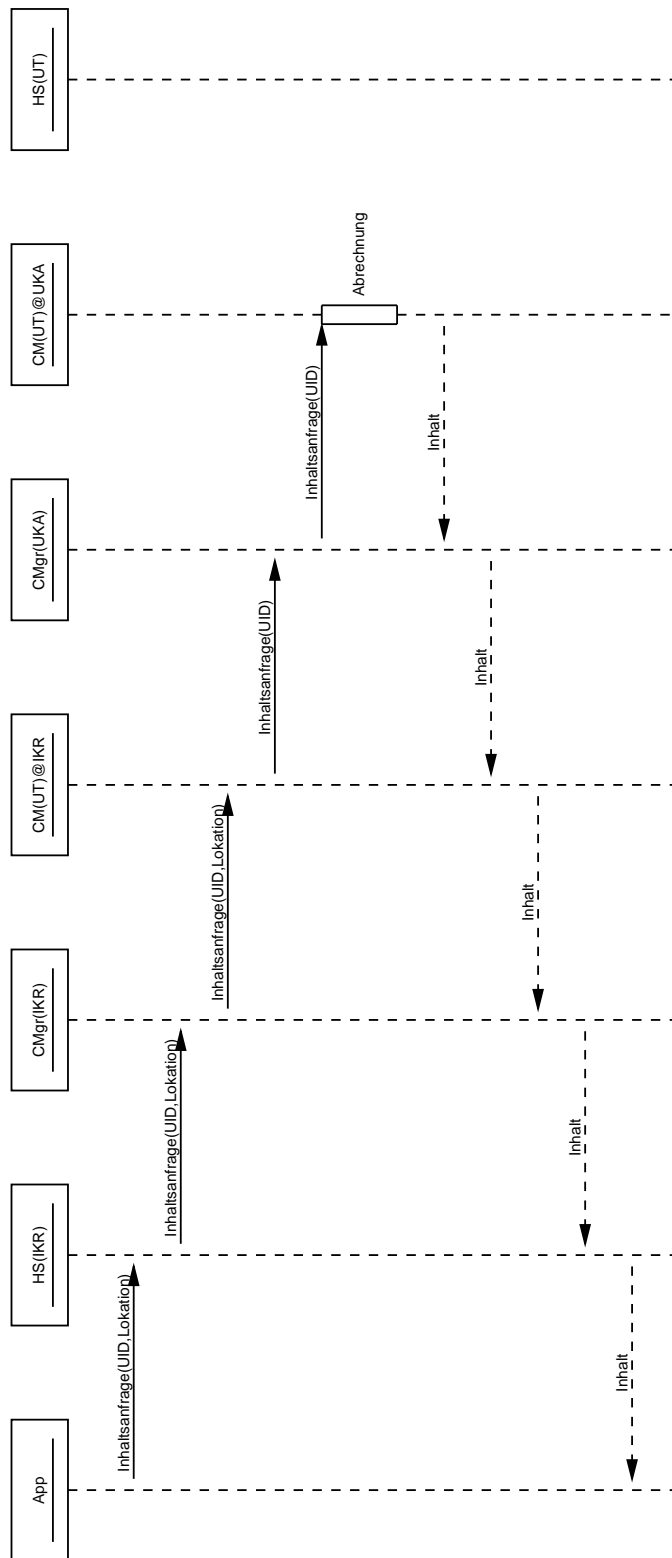 App
HS(IKR)
CMgr(IKR)
CM(UT)@IKR
CMgr(UKA)
CM(UT)@UKA
HS(UT)
Inhaltsanfrage(UID,Lokation)
Inhaltsanfrage(UID,Lokation)
Inhaltsanfrage(UID,Lokation)
Inhaltsanfrage(UID)
Inhaltsanfrage(UID)
Abrechnung
Inhalt
Inhalt
Inhalt
Inhalt
Inhalt